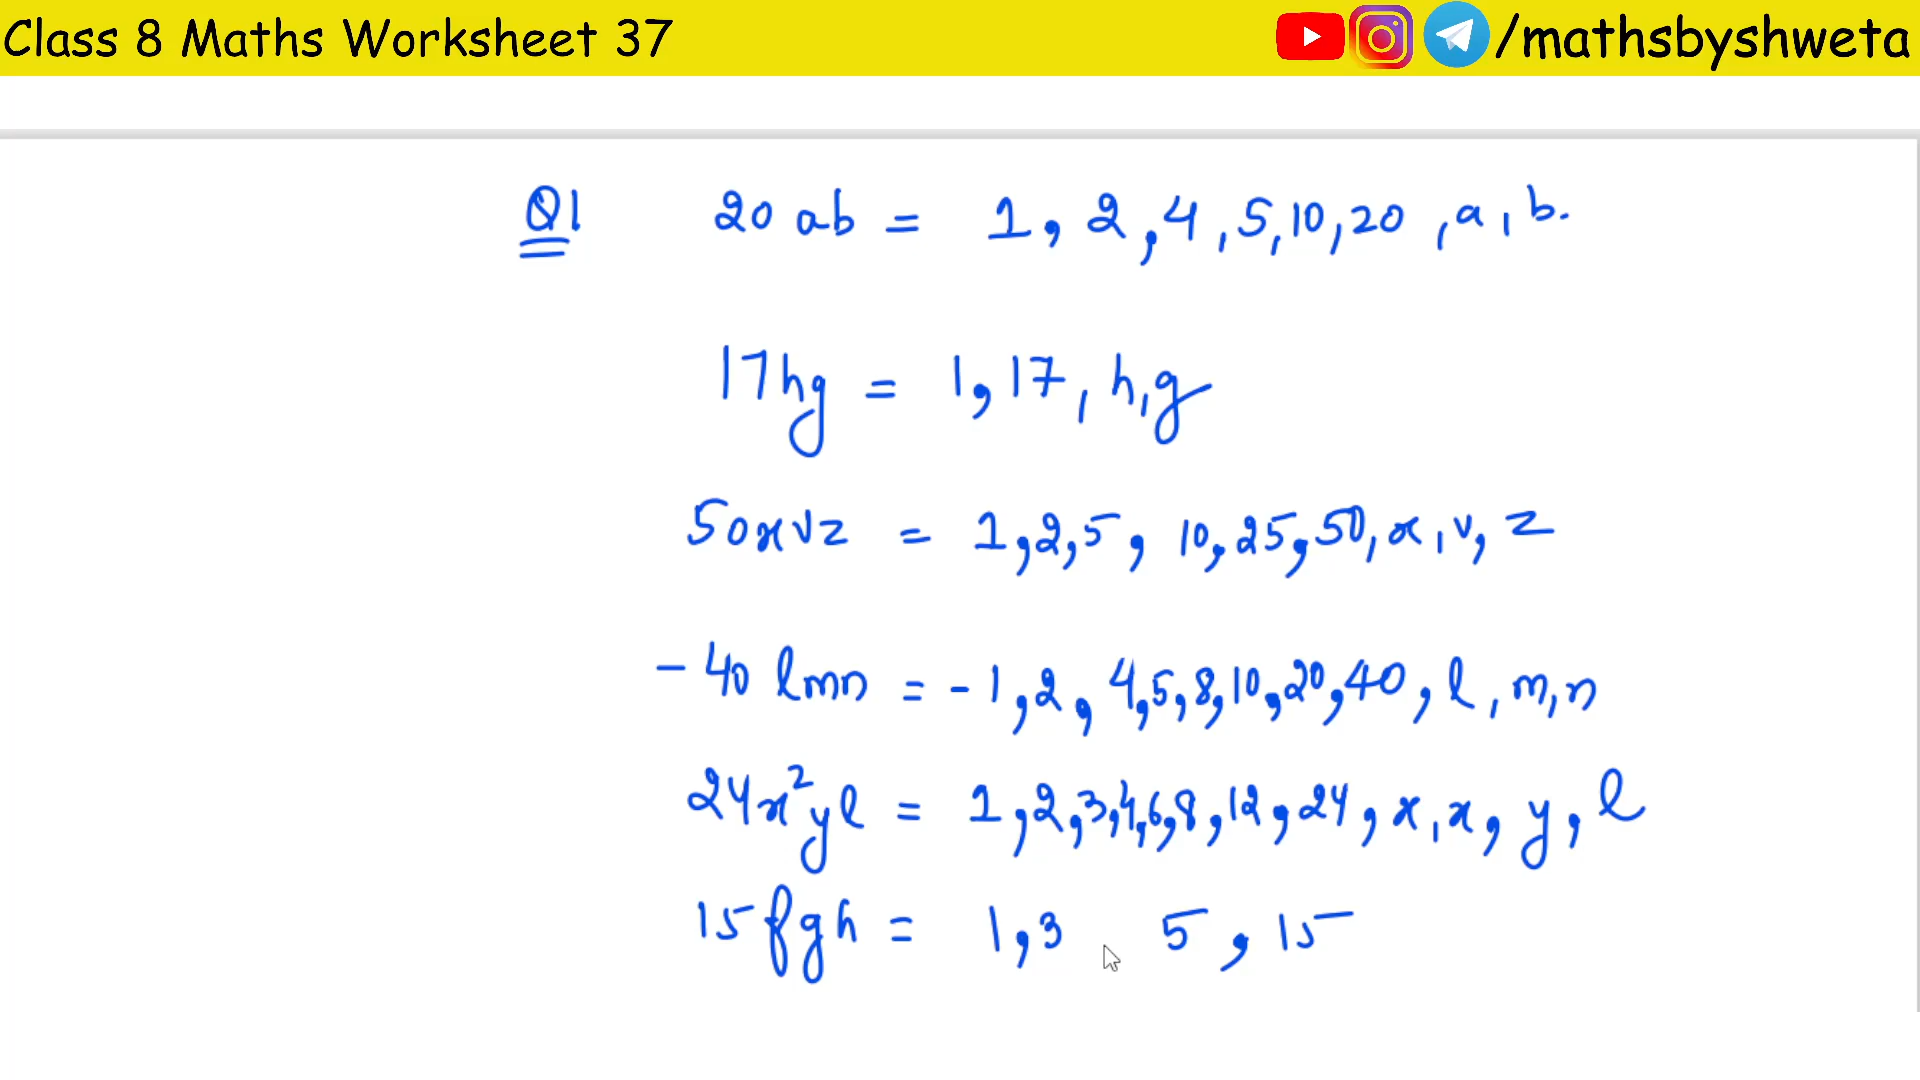 Class 8 Maths Worksheet 37 /mathsbyshweta
Q1 20 ab = 1, 2, 4, 5, 10, 20, a, b.
17hg = 1, 17, h, g
50xvz = 1, 2, 5, 10, 25, 50, x, v, z
- 40 lmn = - 1, 2, 4, 5, 8, 10, 20, 40, l, m, n
24x²yl = 1, 2, 3, 4, 6, 8, 12, 24, x, x, y, l
15 fgh = 1, 3 5, 15